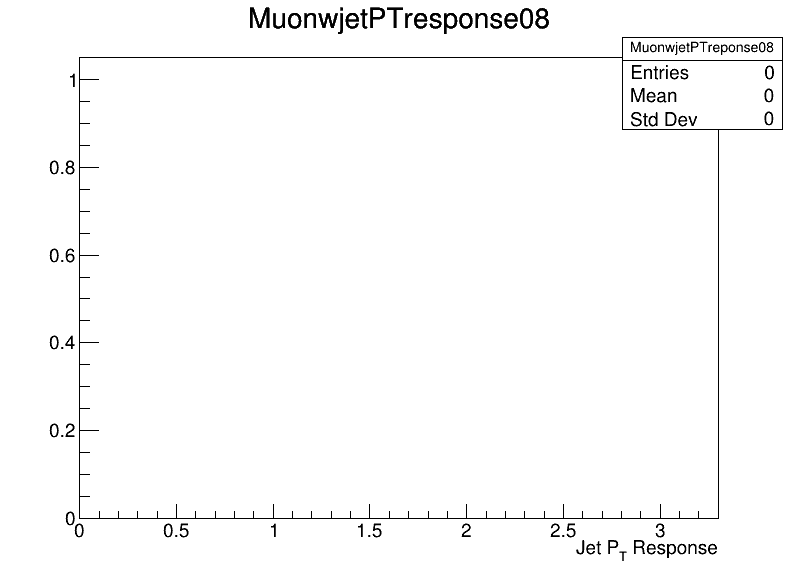 MuonwjetPTresponse08
MuonwjetPTreponse08
Entries 0
Mean 0
Std Dev 0
1
0.8
0.6
0.4
0.2
0
0 0.5 1 1.5 2 2.5 3
Jet P_T Response